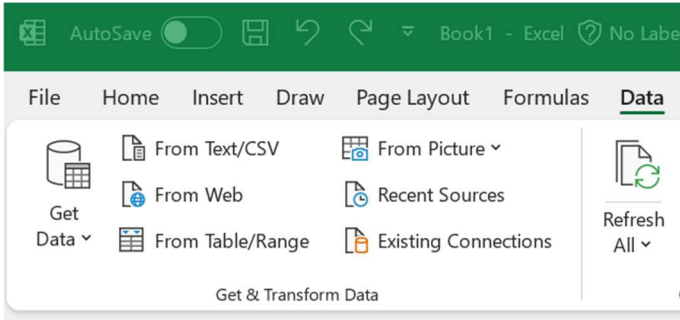 AutoSave Book1 - Excel No Labe
File Home Insert Draw Page Layout Formulas Data
Get Data
From Text/CSV
From Web
From Table/Range
From Picture
Recent Sources
Existing Connections
Get & Transform Data
Refresh All